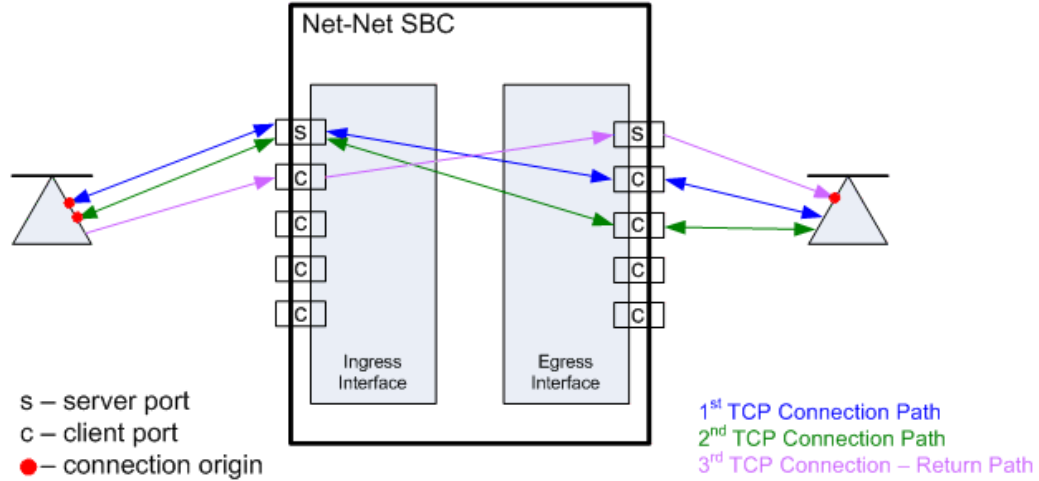 Net-Net SBC
s
s
c
c
c
c
c
c
c
c
Ingress
Interface
Egress
Interface
s – server port
c – client port
– connection origin
1st TCP Connection Path
2nd TCP Connection Path
3rd TCP Connection – Return Path